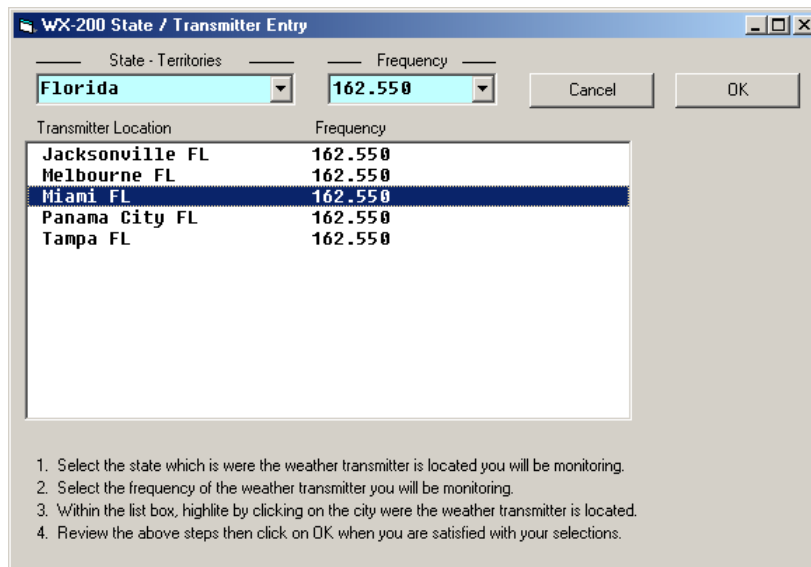 WX-200 State / Transmitter Entry
State - Territories Frequency
Florida 162.550 Cancel OK
Transmitter Location Frequency
Jacksonville FL 162.550
Melbourne FL 162.550
Miami FL 162.550
Panama City FL 162.550
Tampa FL 162.550
1. Select the state which is were the weather transmitter is located you will be monitoring.
2. Select the frequency of the weather transmitter you will be monitoring.
3. Within the list box, highlite by clicking on the city were the weather transmitter is located.
4. Review the above steps then click on OK when you are satisfied with your selections.